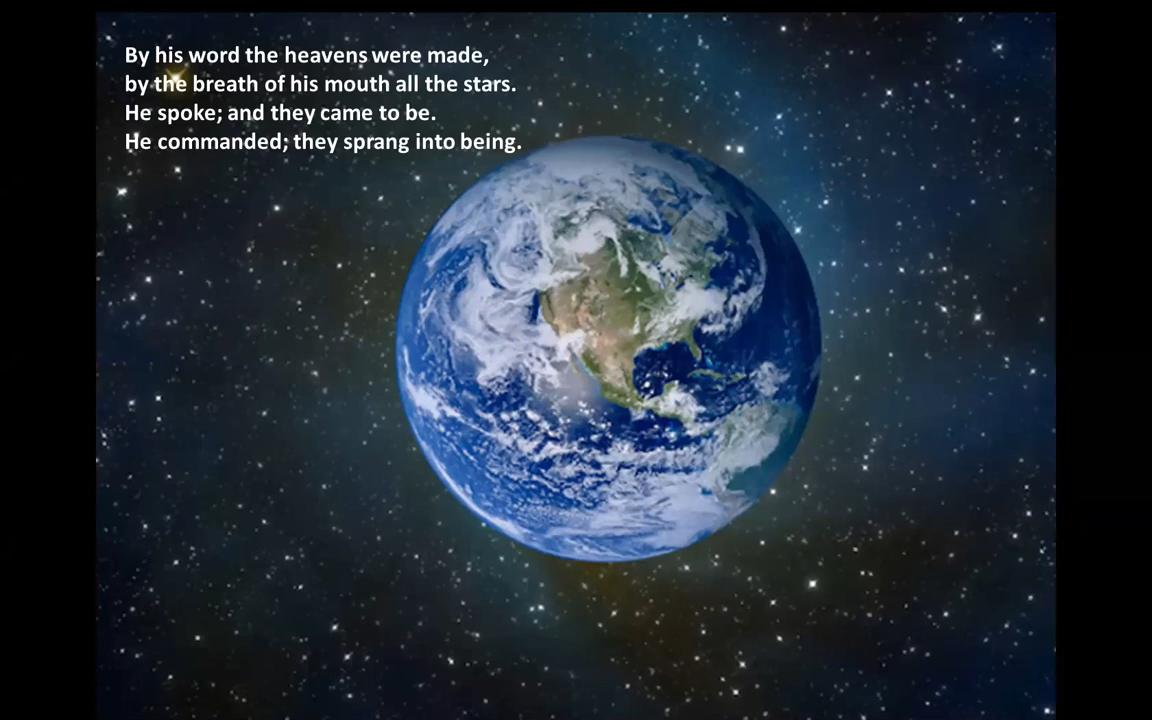 By his word the heavens were made,
by the breath of his mouth all the stars.
He spoke; and they came to be.
He commanded; they sprang into being.